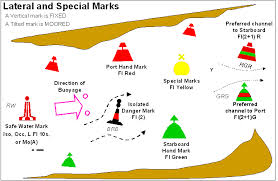 Lateral and Special Marks
A Vertical mark is FIXED
A Tilted mark is MOORED
Preferred channel
to Starboard
Fl(2+1) R
Port Hand Mark
Fl Red
Direction of
Buoyage
Special Marks
Fl Yellow
RGR
GRG
RW
Isolated
Danger Mark
Fl (2)
BRB
Preferred
channel to Port
Fl(2+1)G
Safe Water Mark
Iso, Occ, L Fl 10s.
or Mo(A)
Starboard
Hand Mark
Fl Green